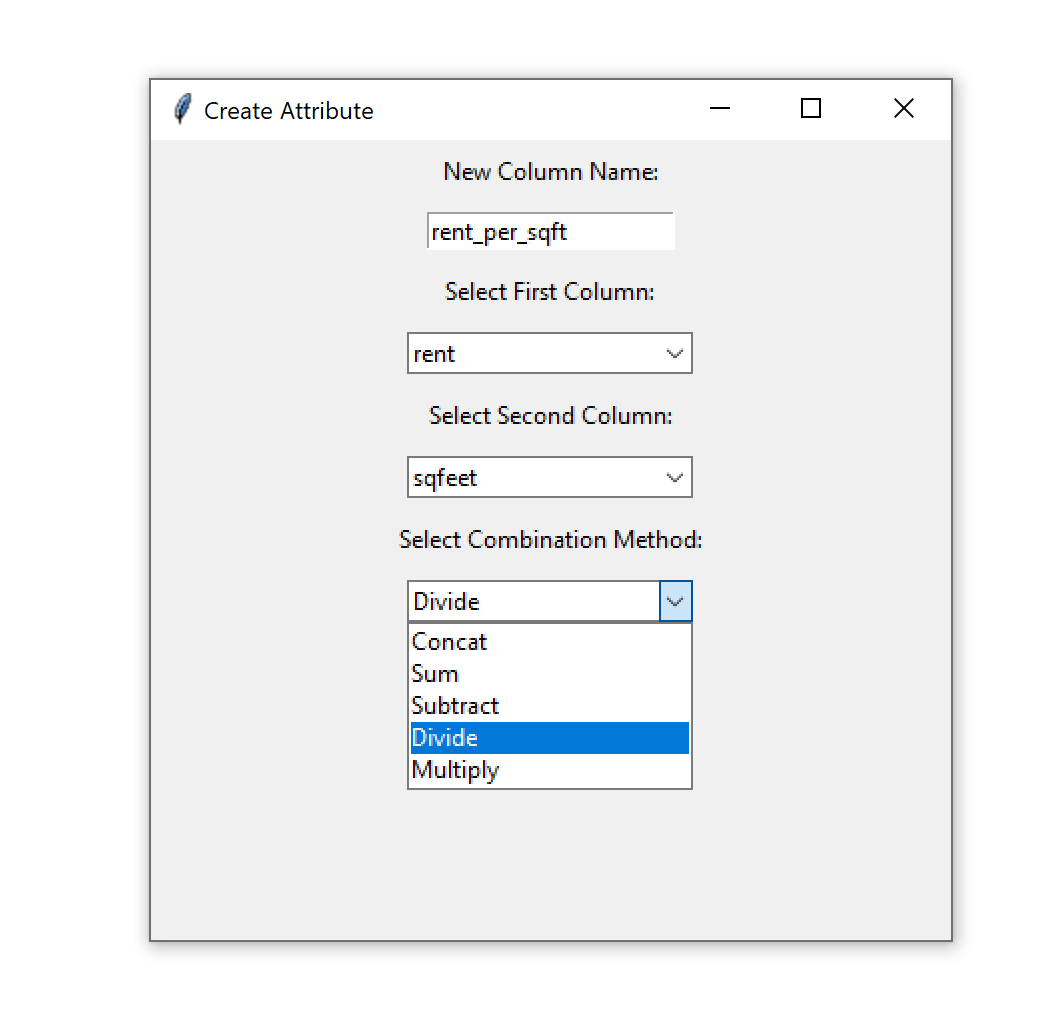 Create Attribute
New Column Name:
rent_per_sqft
Select First Column:
rent
Select Second Column:
sqfeet
Select Combination Method:
Divide
Concat
Sum
Subtract
Divide
Multiply